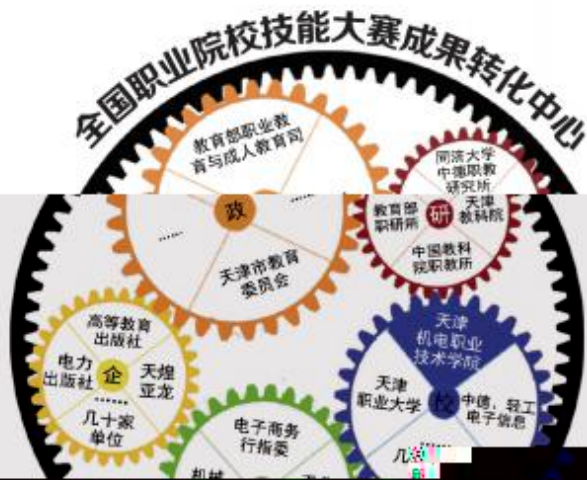 全国职业院校技能大赛成果转化中心
教育部职业教
育与成人教育司
政
……
……
天津市教育
委员会
同济大学
中德职教
研究所
教育部
职研所
研
天津
教科院
中国教科
院职教所
高等教育
出版社
电力
出版社
企
天煌
亚龙
……
几十家
单位
天津
机电职业
技术学院
天津
职业大学
校
中德、轻工
电子信息
……
电子商务
行指委
机械